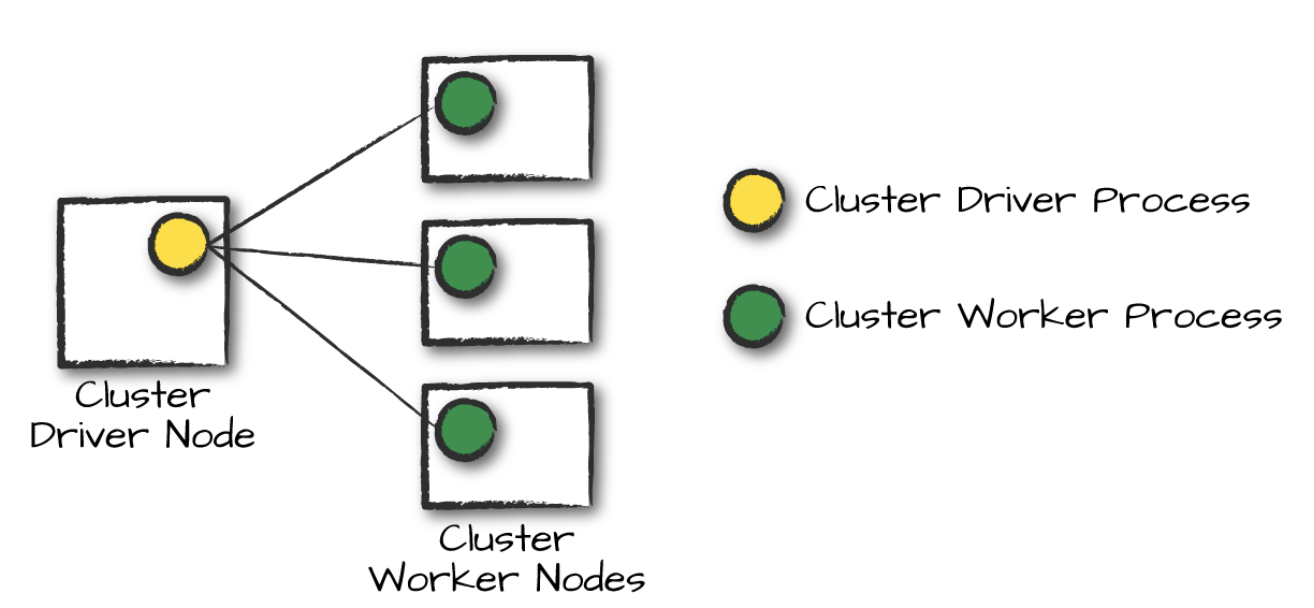 Cluster
Driver Node
Cluster
Worker Nodes
Cluster Driver Process
Cluster Worker Process